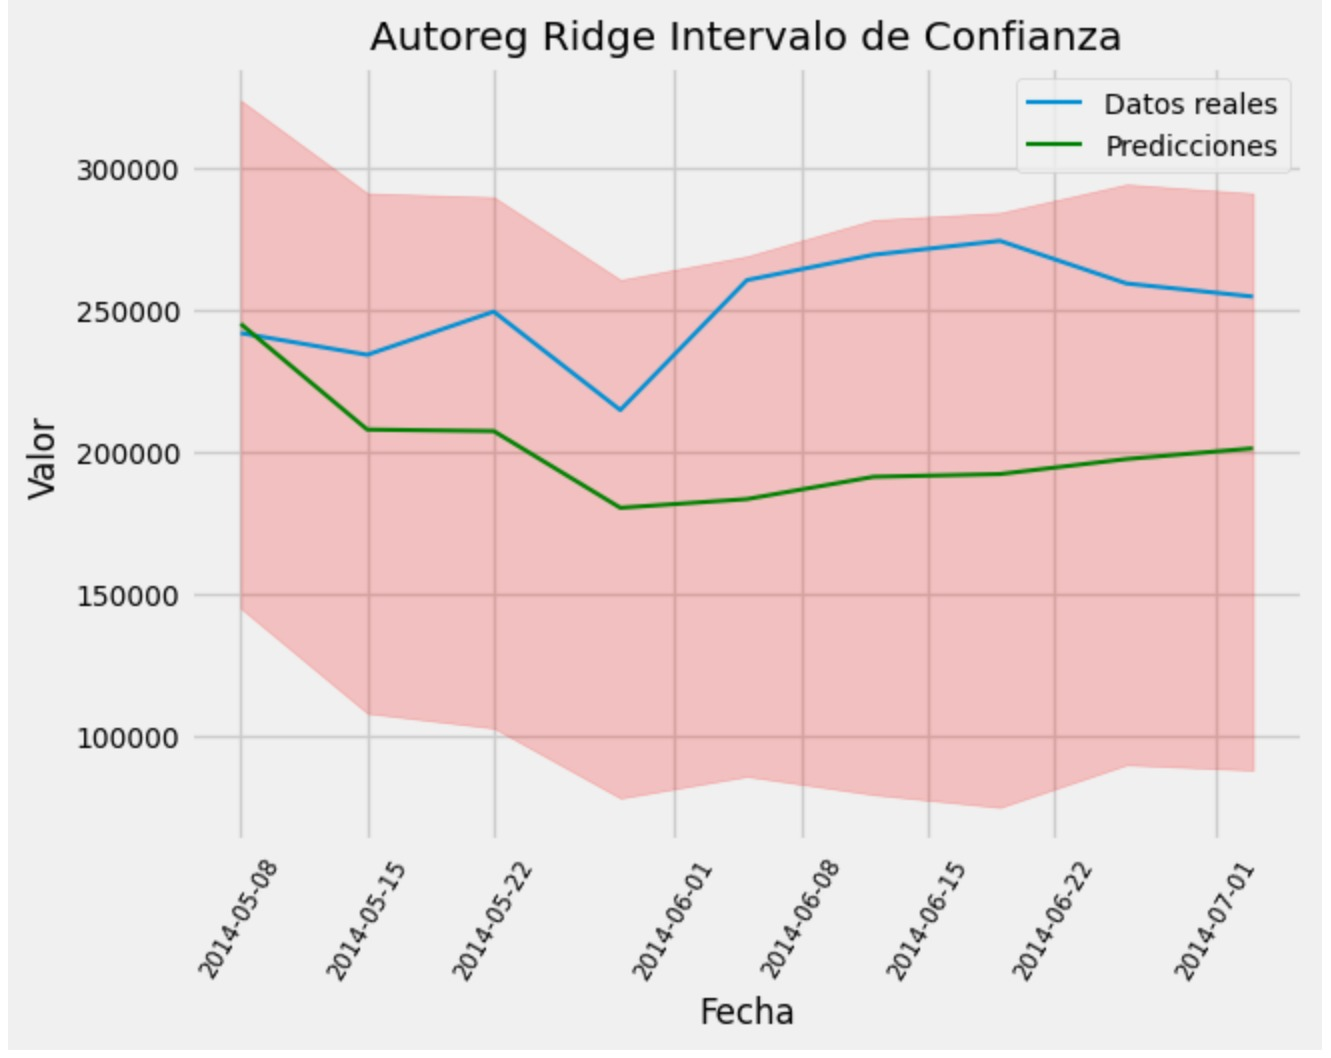 Autoreg Ridge Intervalo de Confianza
Datos reales
Predicciones
300000
250000
200000
150000
100000
Valor
2014-05-08
2014-05-15
2014-05-22
2014-06-01
2014-06-08
2014-06-15
2014-06-22
2014-07-01
Fecha